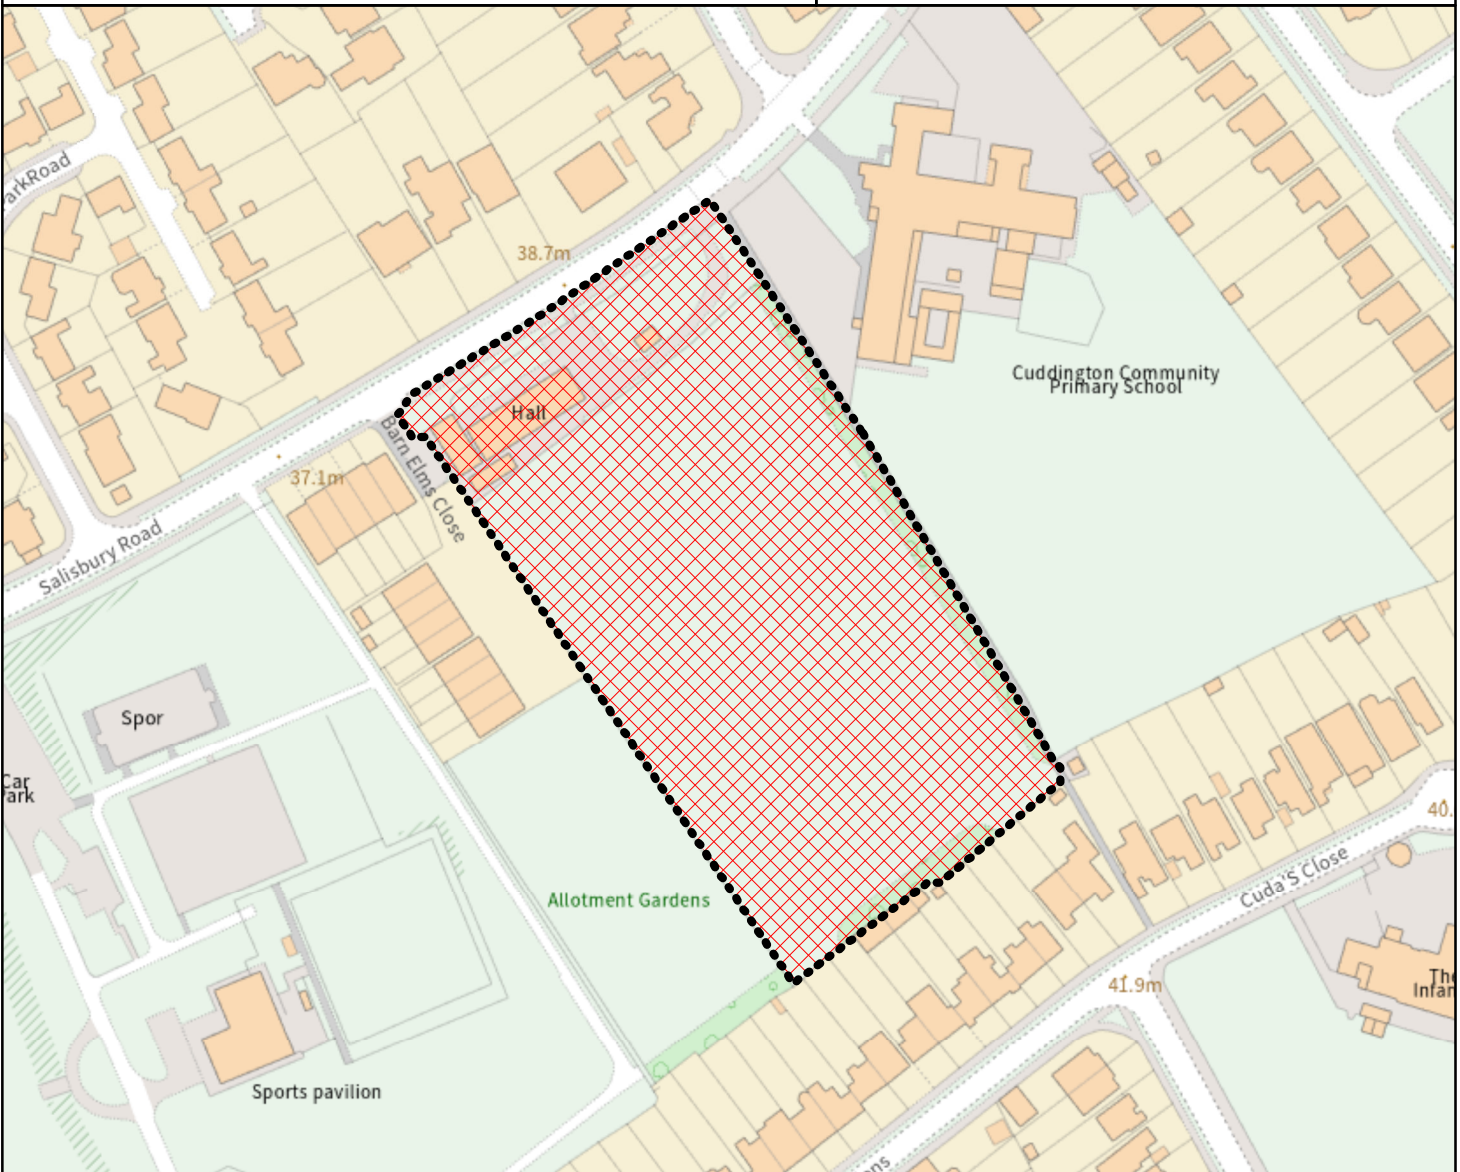 arkRoad
38.7m
Cuddington Community
Primary School
Hall
Barn Elms Close
37.1m
Salisbury Road
Spor
Car
ark
Allotment Gardens
Cuda'S Close
40.
41.9m
The
Infan
Sports pavilion
ns